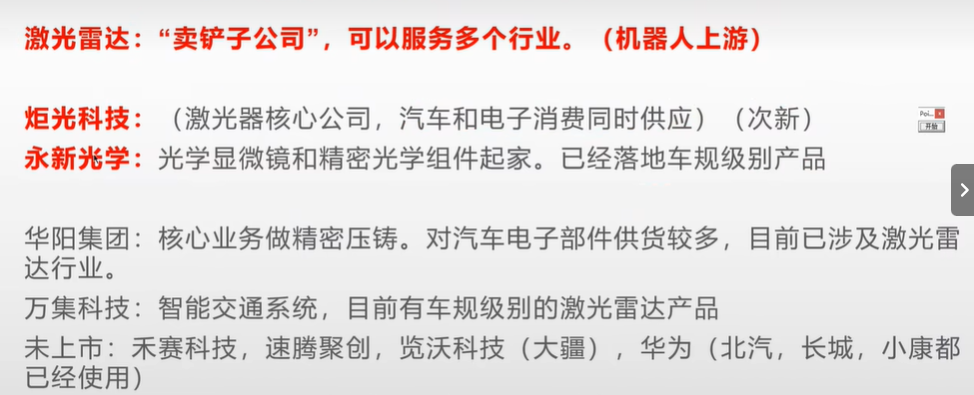 激光雷达：“卖铲子公司”，可以服务多个行业。（机器人上游）
炬光科技：（激光器核心公司，汽车和电子消费同时供应）（次新）
永新光学：光学显微镜和精密光学组件起家。已经落地车规级别产品
华阳集团：核心业务做精密压铸。对汽车电子部件供货较多，目前已涉及激光雷
达行业。
万集科技：智能交通系统，目前有车规级别的激光雷达产品
未上市：禾赛科技，速腾聚创，览沃科技（大疆），华为（北汽，长城，小康都
已经使用）
Poi...
开始